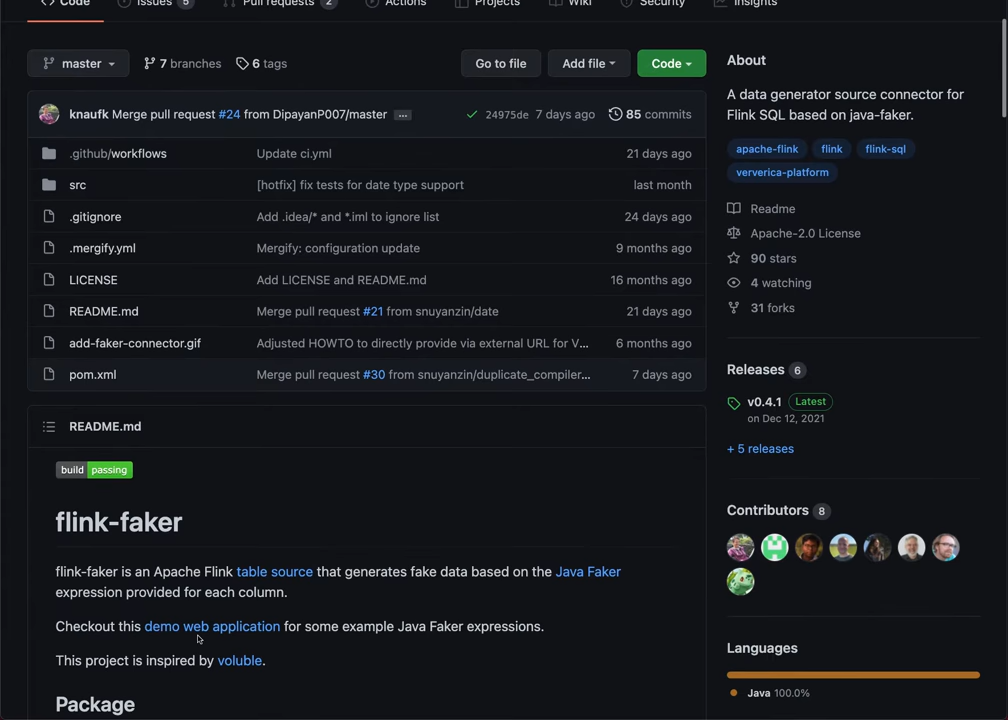 Code Issues 5 Pull requests 2 Actions Projects Wiki Security Insights
master 7 branches 6 tags Go to file Add file Code
knaufk Merge pull request #24 from DipayanP007/master ... 24975de 7 days ago 85 commits
.github/workflows Update ci.yml 21 days ago
src [hotfix] fix tests for date type support last month
.gitignore Add .idea/* and *.iml to ignore list 24 days ago
.mergify.yml Mergify: configuration update 9 months ago
LICENSE Add LICENSE and README.md 16 months ago
README.md Merge pull request #21 from snuyanzin/date 21 days ago
add-faker-connector.gif Adjusted HOWTO to directly provide via external URL for V... 6 months ago
pom.xml Merge pull request #30 from snuyanzin/duplicate_compiler... 7 days ago
README.md
build passing
flink-faker
flink-faker is an Apache Flink table source that generates fake data based on the Java Faker
expression provided for each column.
Checkout this demo web application for some example Java Faker expressions.
This project is inspired by voluble.
Package
About
A data generator source connector for
Flink SQL based on java-faker.
apache-flink flink flink-sql
ververica-platform
Readme
Apache-2.0 License
90 stars
4 watching
31 forks
Releases 6
v0.4.1 Latest
on Dec 12, 2021
+ 5 releases
Contributors 8
Languages
Java 100.0%